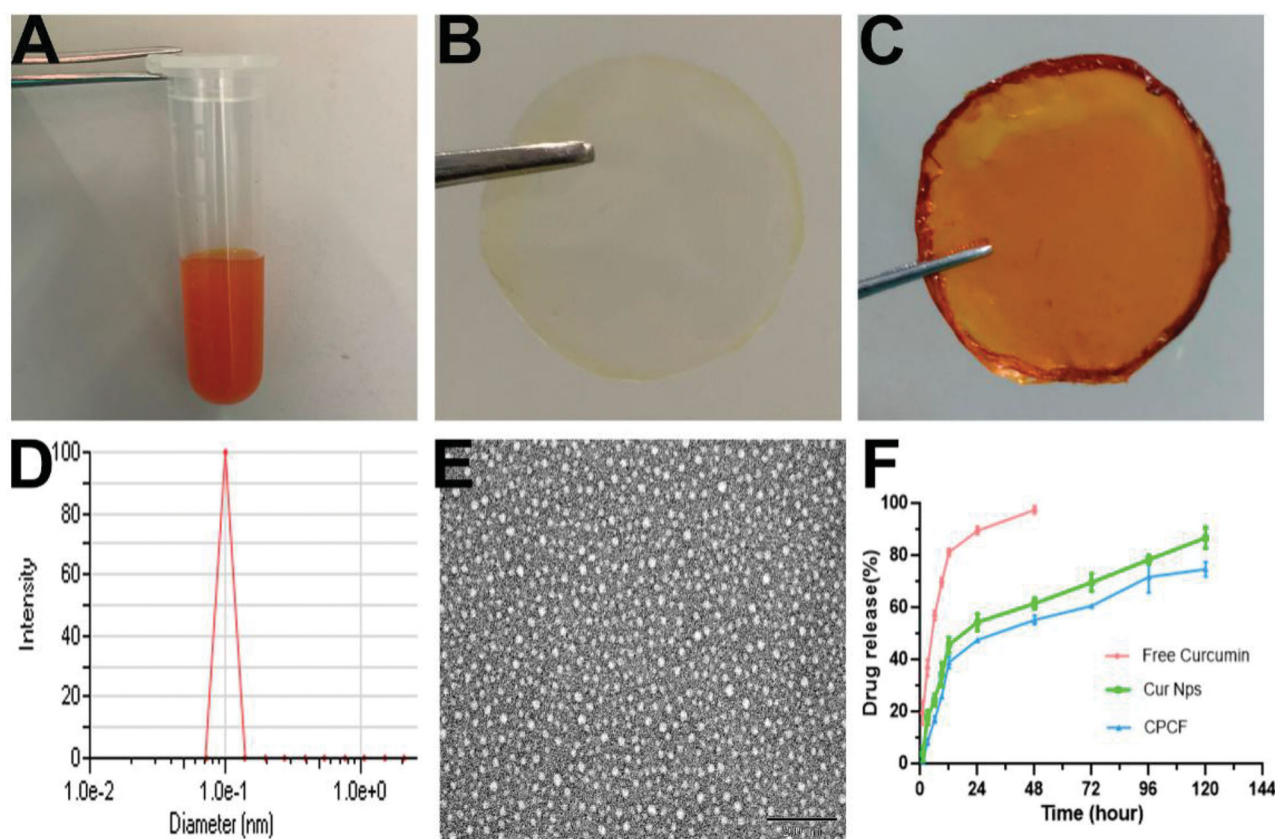 A
B
C
D
100
80
60
40
20
0
Intensity
1.0e-2
1.0e-1
1.0e+0
Diameter (nm)
E
F
100
80
60
40
20
0
Drug release(%)
Free Curcumin
Cur Nps
CPCF
0
24
48
72
96
120
144
Time (hour)